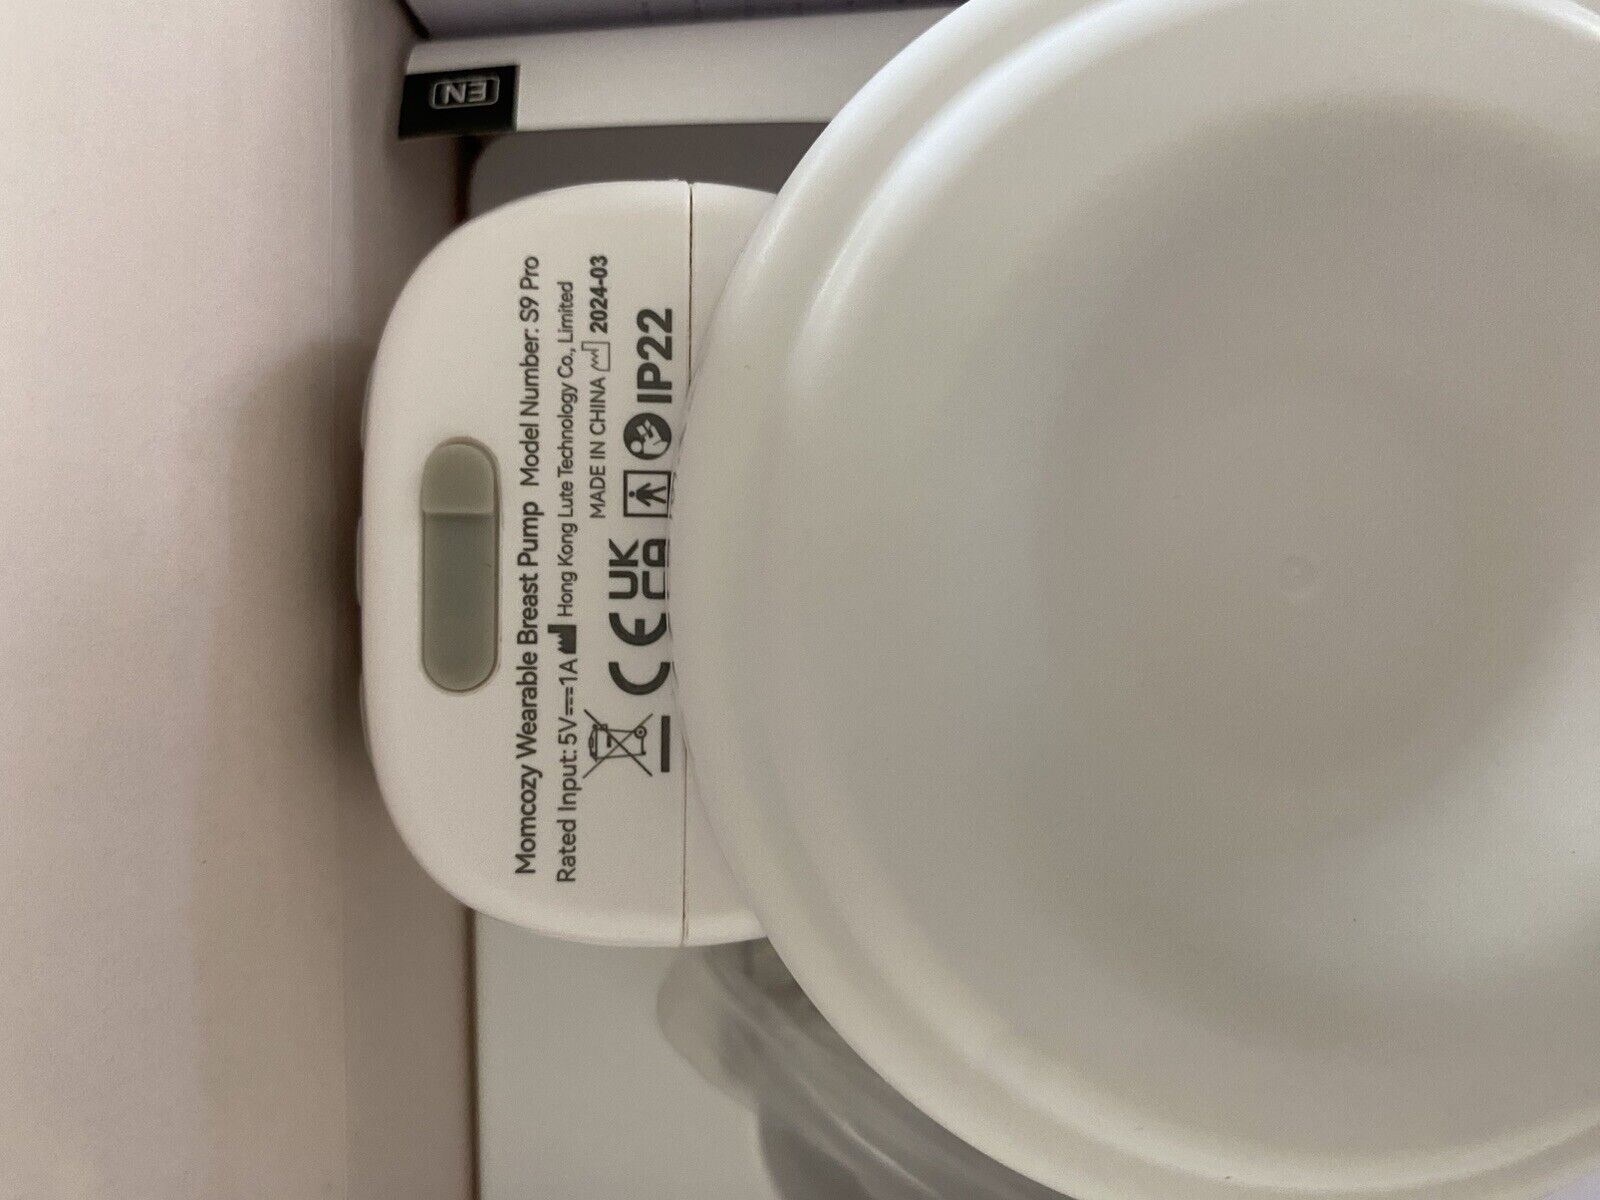 EN
Momcozy Wearable Breast Pump Model Number: S9 Pro
Rated Input: 5V⎓1A Hong Kong Lute Technology Co., Limited
MADE IN CHINA 2024-03
CE UK CA IP22